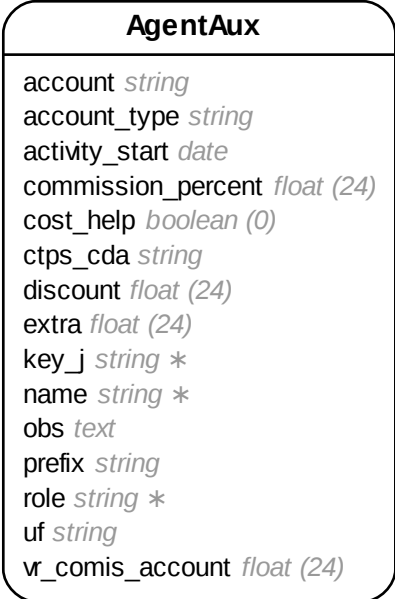 AgentAux
account string
account_type string
activity_start date
commission_percent float (24)
cost_help boolean (0)
ctps_cda string
discount float (24)
extra float (24)
key_j string ∗
name string ∗
obs text
prefix string
role string ∗
uf string
vr_comis_account float (24)